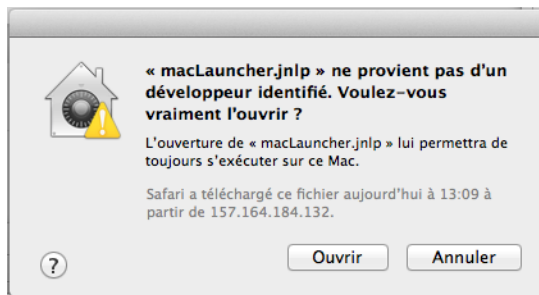 « macLauncher.jnlp » ne provient pas d'un
développeur identifié. Voulez-vous
vraiment l'ouvrir ?
L'ouverture de « macLauncher.jnlp » lui permettra de
toujours s'exécuter sur ce Mac.
Safari a téléchargé ce fichier aujourd'hui à 13:09 à
partir de 157.164.184.132.
? Ouvrir Annuler